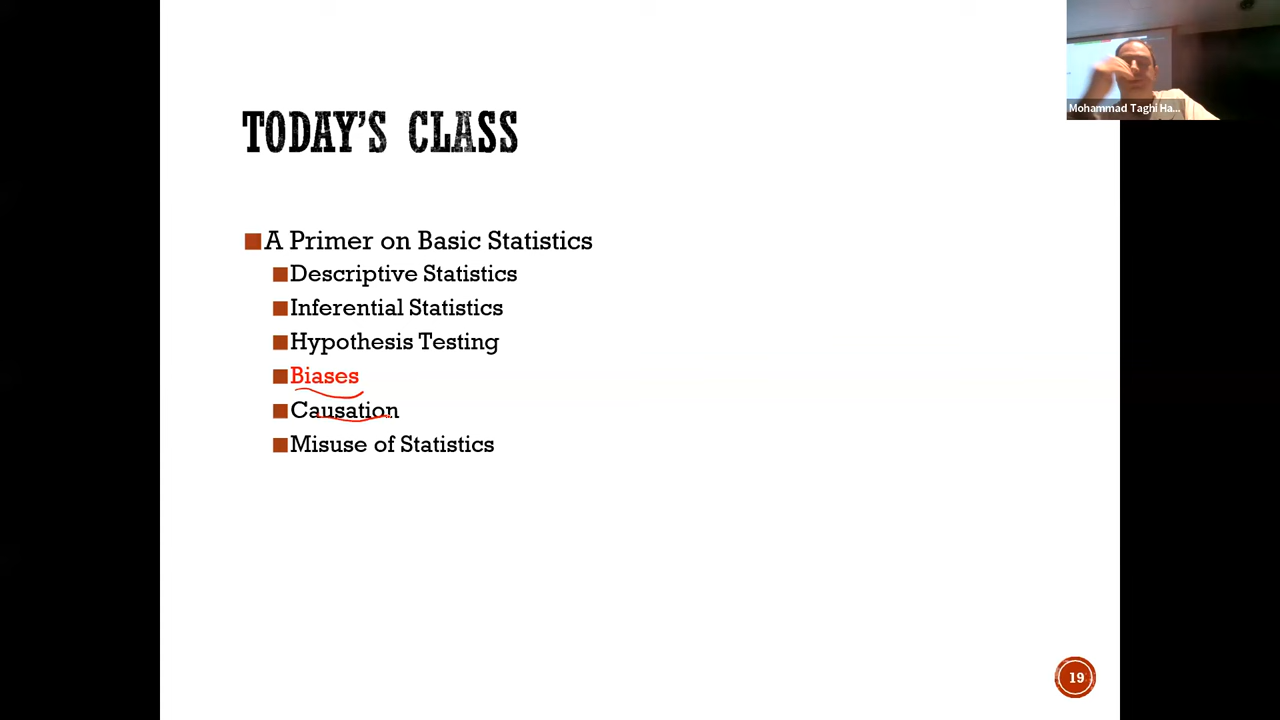 TODAY'S CLASS
Mohammad Taghi Ha...
A Primer on Basic Statistics
Descriptive Statistics
Inferential Statistics
Hypothesis Testing
Biases
Causation
Misuse of Statistics
19